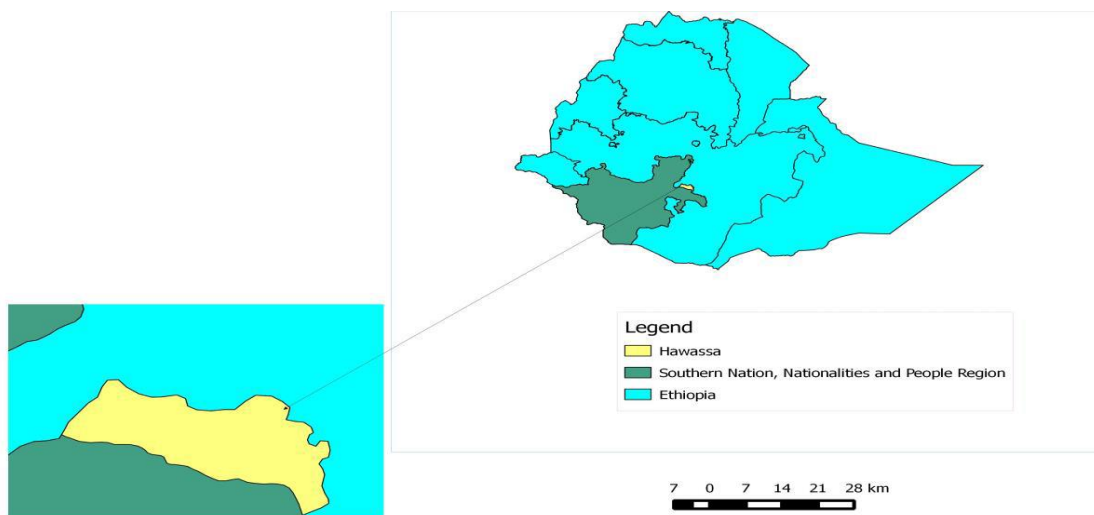 Legend
Hawassa
Southern Nation, Nationalities and People Region
Ethiopia
7 0 7 14 21 28 km